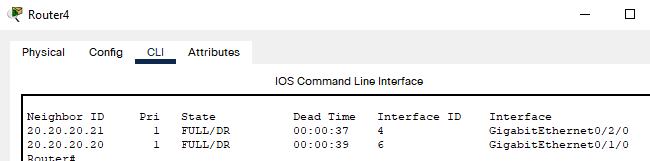 Router4
Physical Config CLI Attributes
IOS Command Line Interface
Neighbor ID Pri State Dead Time Interface ID Interface
20.20.20.21 1 FULL/DR 00:00:37 4 GigabitEthernet0/2/0
20.20.20.20 1 FULL/DR 00:00:39 6 GigabitEthernet0/1/0
Router#